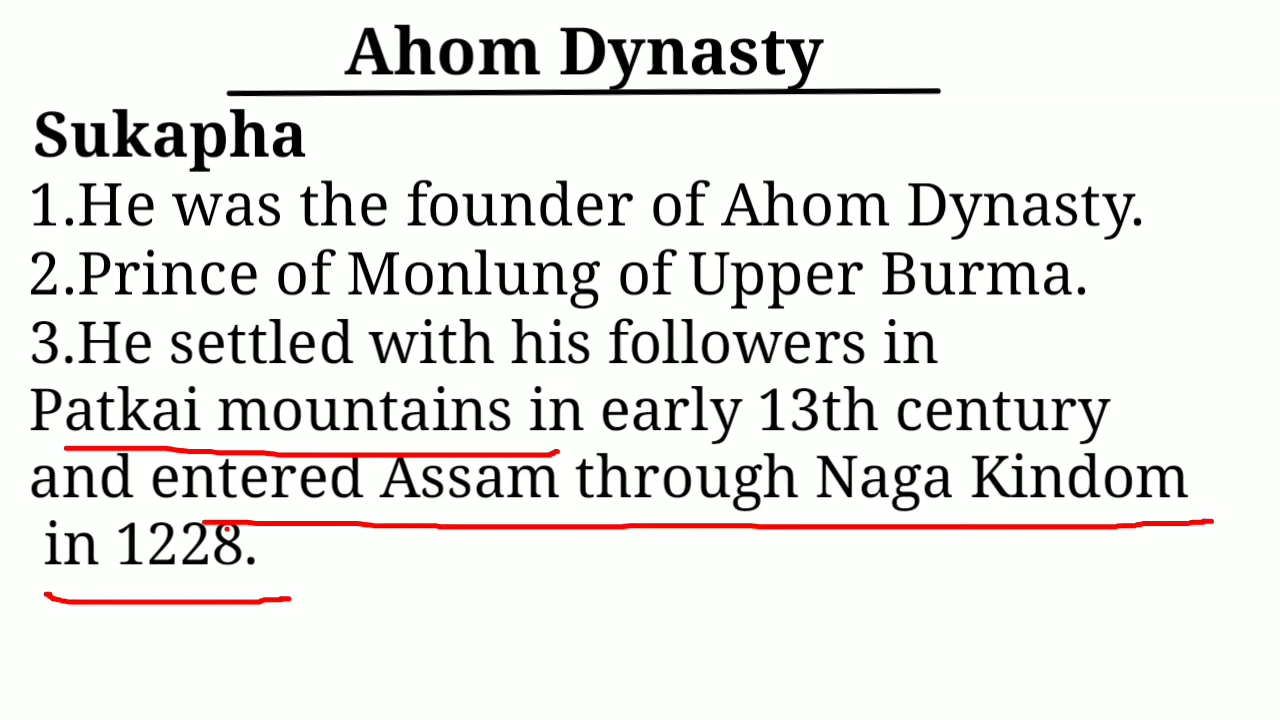 Ahom Dynasty
Sukapha
1.He was the founder of Ahom Dynasty.
2.Prince of Monlung of Upper Burma.
3.He settled with his followers in
Patkai mountains in early 13th century
and entered Assam through Naga Kindom
in 1228.